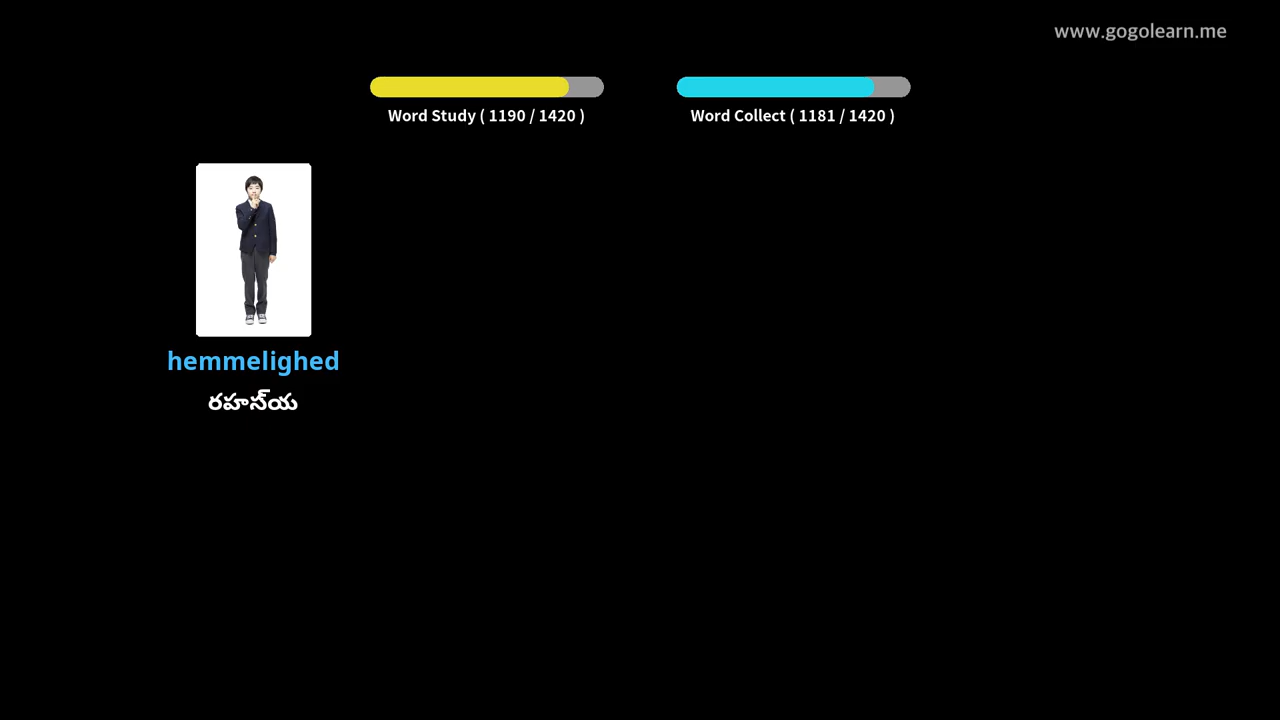 www.gogolearn.me
Word Study ( 1190 / 1420 )
Word Collect ( 1181 / 1420 )
hemmelighed
రహస్య